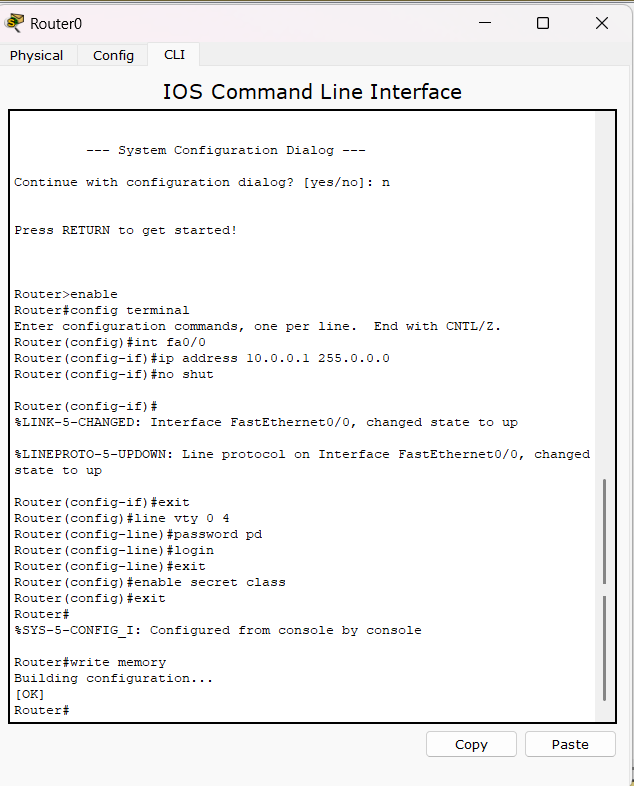 Router0
Physical Config CLI
IOS Command Line Interface
--- System Configuration Dialog ---
Continue with configuration dialog? [yes/no]: n
Press RETURN to get started!
Router>enable
Router#config terminal
Enter configuration commands, one per line.  End with CNTL/Z.
Router(config)#int fa0/0
Router(config-if)#ip address 10.0.0.1 255.0.0.0
Router(config-if)#no shut
Router(config-if)#
%LINK-5-CHANGED: Interface FastEthernet0/0, changed state to up
%LINEPROTO-5-UPDOWN: Line protocol on Interface FastEthernet0/0, changed
state to up
Router(config-if)#exit
Router(config)#line vty 0 4
Router(config-line)#password pd
Router(config-line)#login
Router(config-line)#exit
Router(config)#enable secret class
Router(config)#exit
Router#
%SYS-5-CONFIG_I: Configured from console by console
Router#write memory
Building configuration...
[OK]
Router#
Copy Paste